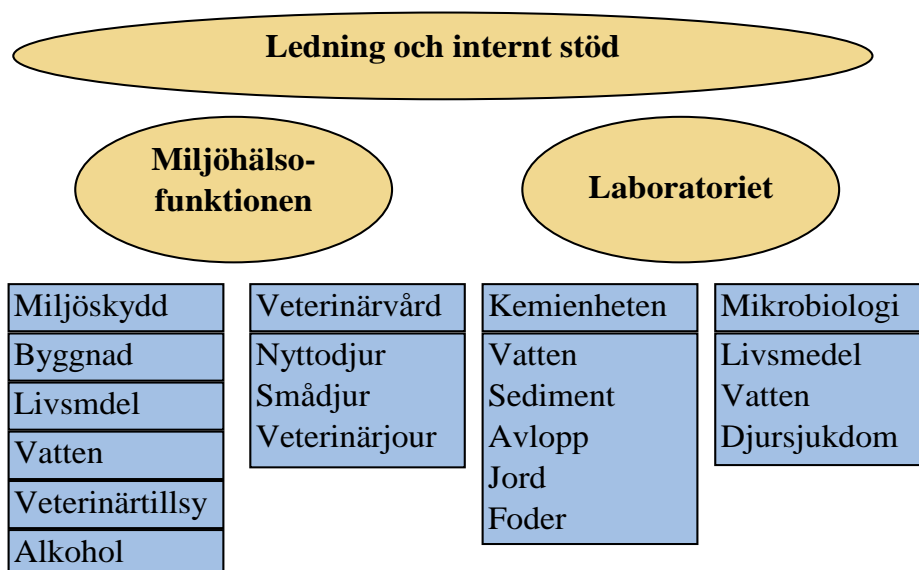 Ledning och internt stöd
Miljöhälso-
funktionen
Laboratoriet
Miljöskydd
Byggnad
Livsmdel
Vatten
Veterinärtillsy
Alkohol
Veterinärvård
Nyttodjur
Smådjur
Veterinärjour
Kemienheten
Vatten
Sediment
Avlopp
Jord
Foder
Mikrobiologi
Livsmedel
Vatten
Djursjukdom